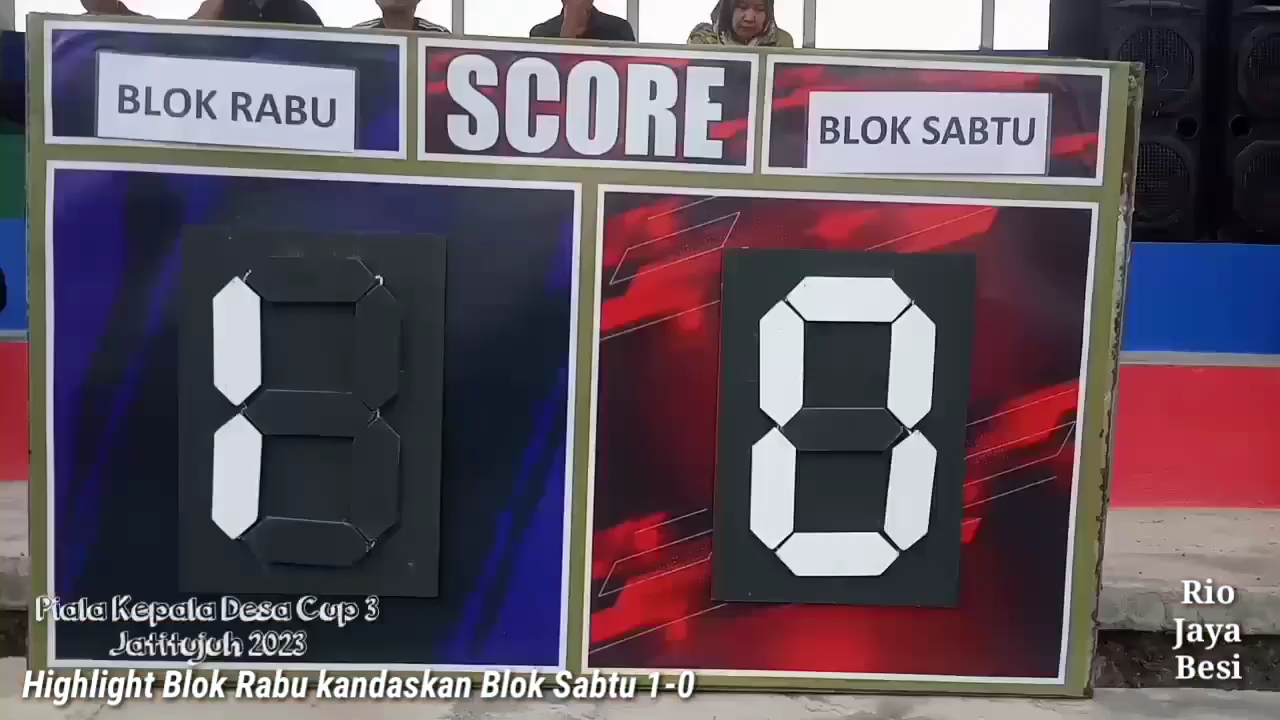 BLOK RABU
SCORE
BLOK SABTU
1
0
Piala Kepala Desa Cup 3
Jatitujuh 2023
Highlight Blok Rabu kandaskan Blok Sabtu 1-0
Rio
Jaya
Besi